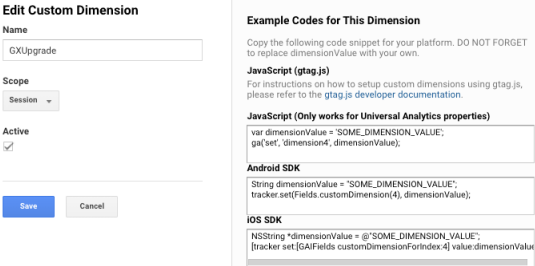 Edit Custom Dimension
Name
GXUpgrade
Scope
Session
Active
Save
Cancel
Example Codes for This Dimension
Copy the following code snippet for your platform. DO NOT FORGET
to replace dimensionValue with your own.
JavaScript (gtag.js)
For instructions on how to setup custom dimensions using gtag.js,
please refer to the gtag.js developer documentation.
JavaScript (Only works for Universal Analytics properties)
var dimensionValue = 'SOME_DIMENSION_VALUE';
ga('set', 'dimension4', dimensionValue);
Android SDK
String dimensionValue = "SOME_DIMENSION_VALUE";
tracker.set(Fields.customDimension(4), dimensionValue);
iOS SDK
NSString *dimensionValue = @"SOME_DIMENSION_VALUE";
[tracker set:[GAIFields customDimensionForIndex:4] value:dimensionValue